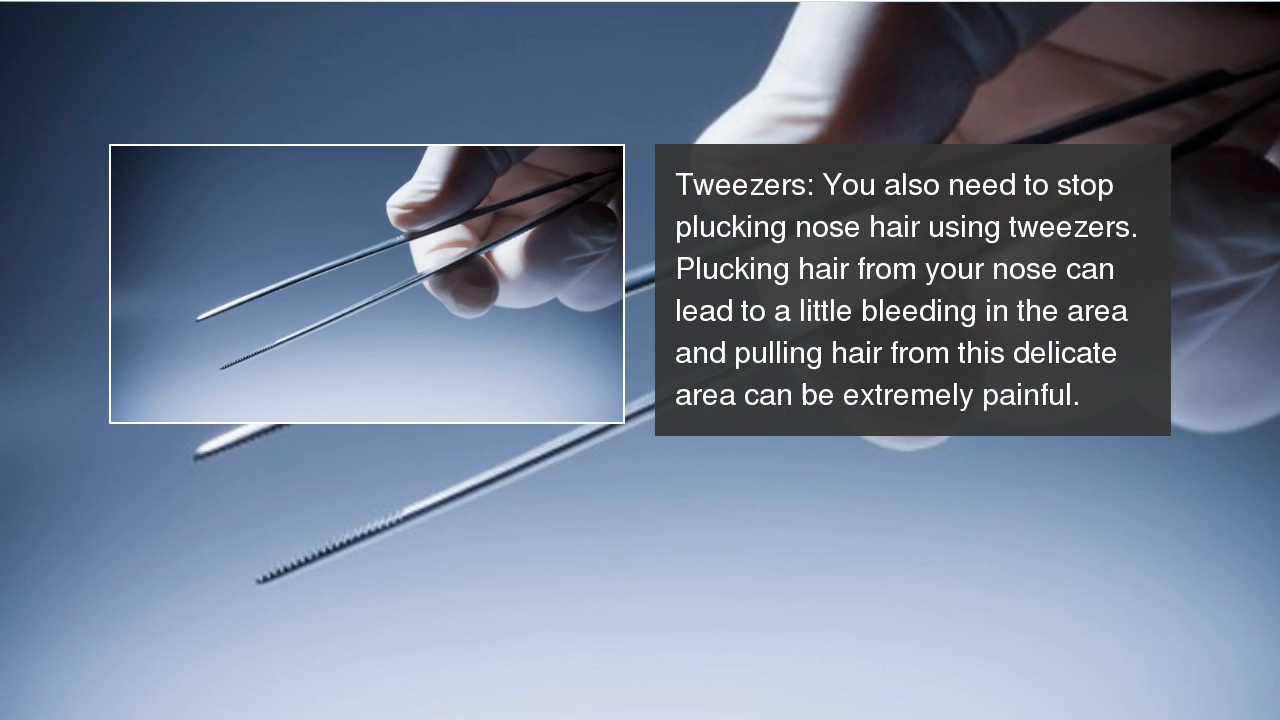 Tweezers: You also need to stop
plucking nose hair using tweezers.
Plucking hair from your nose can
lead to a little bleeding in the area
and pulling hair from this delicate
area can be extremely painful.